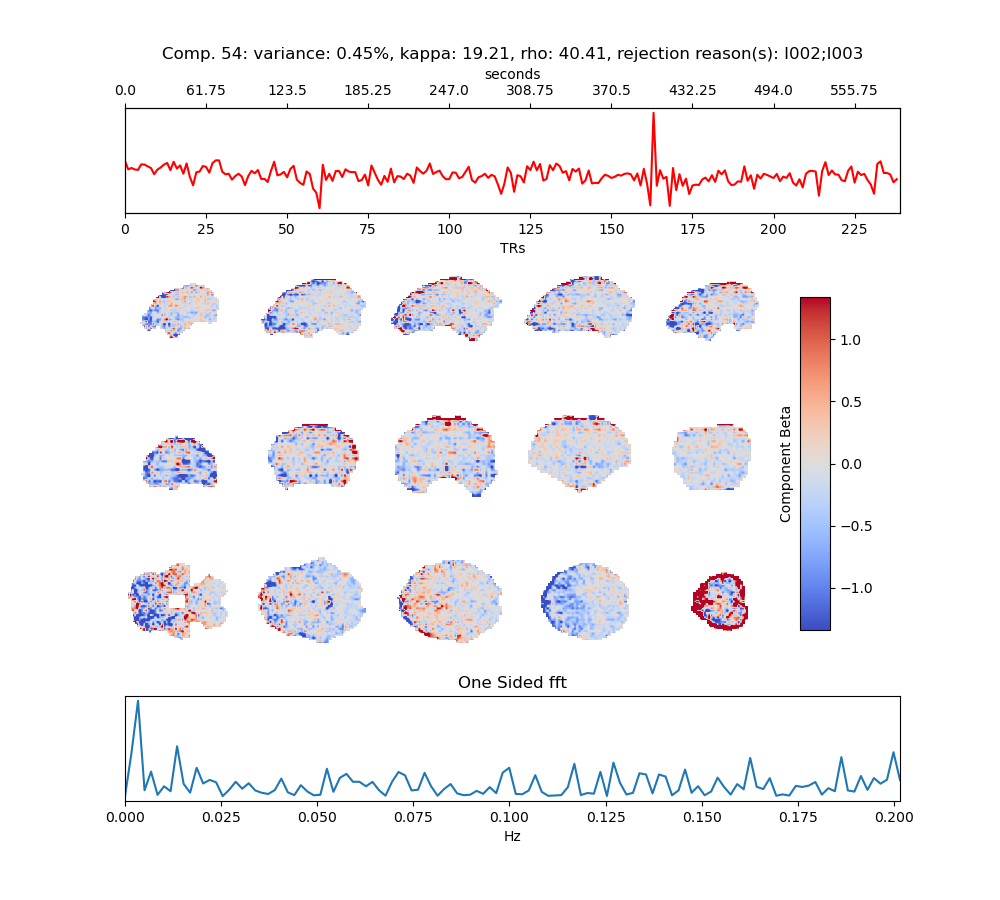 Comp. 54: variance: 0.45%, kappa: 19.21, rho: 40.41, rejection reason(s): I002;I003
seconds
0.0 61.75 123.5 185.25 247.0 308.75 370.5 432.25 494.0 555.75
0 25 50 75 100 125 150 175 200 225
TRs
1.0
0.5
0.0
−0.5
−1.0
Component Beta
One Sided fft
0.000 0.025 0.050 0.075 0.100 0.125 0.150 0.175 0.200
Hz